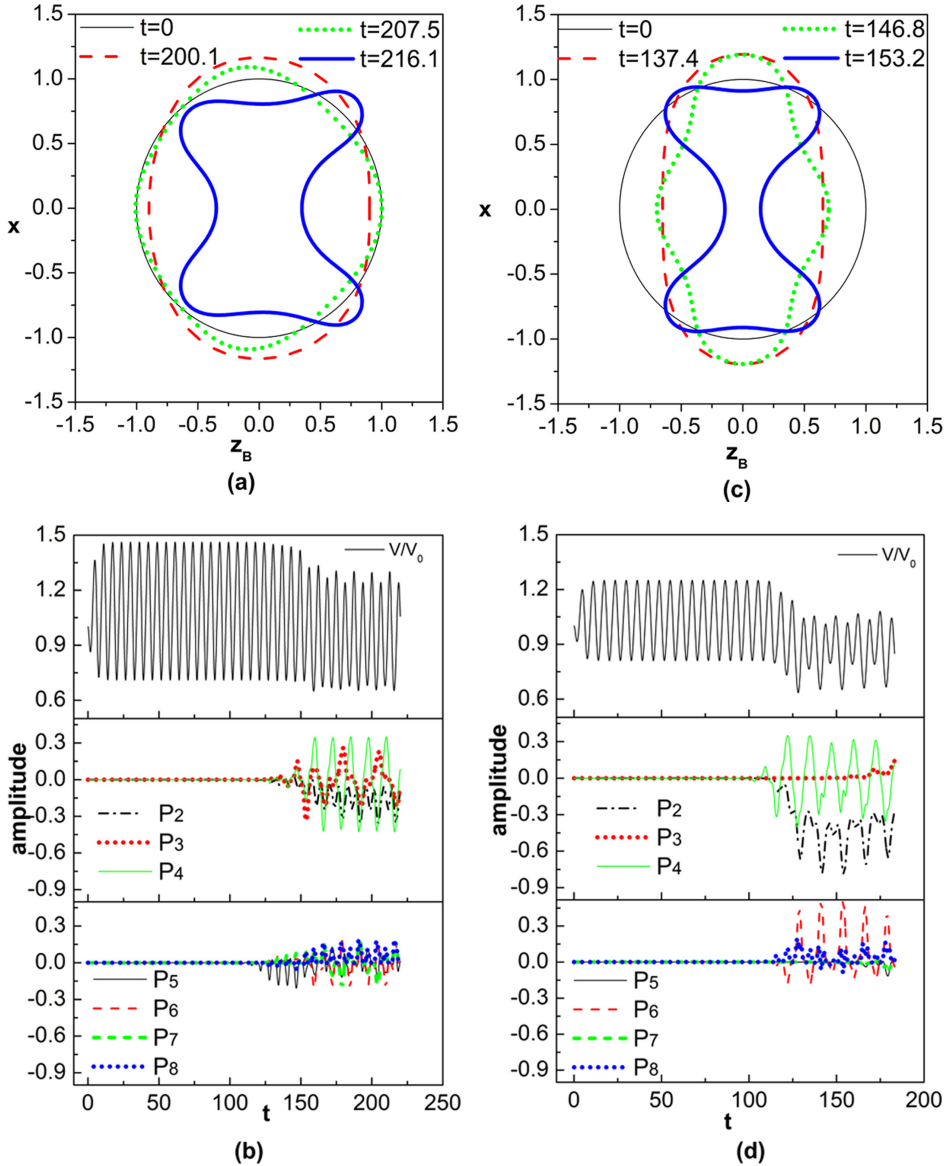 t=0 t=207.5
t=200.1 t=216.1
1.5
1.0
0.5
0.0
-0.5
-1.0
-1.5
x
-1.5 -1.0 -0.5 0.0 0.5 1.0 1.5
zB
(a)
t=0 t=146.8
t=137.4 t=153.2
1.5
1.0
0.5
0.0
-0.5
-1.0
-1.5
x
-1.5 -1.0 -0.5 0.0 0.5 1.0 1.5
zB
(c)
V/V0
1.5
1.2
0.9
0.6
amplitude
0.3
0.0
-0.3
-0.6
-0.9
P2
P3
P4
0.3
0.0
-0.3
-0.6
-0.9
P5
P6
P7
P8
0 50 100 150 200 250
t
(b)
V/V0
1.5
1.2
0.9
0.6
amplitude
0.3
0.0
-0.3
-0.6
-0.9
P2
P3
P4
0.3
0.0
-0.3
-0.6
-0.9
P5
P6
P7
P8
0 50 100 150 200
t
(d)